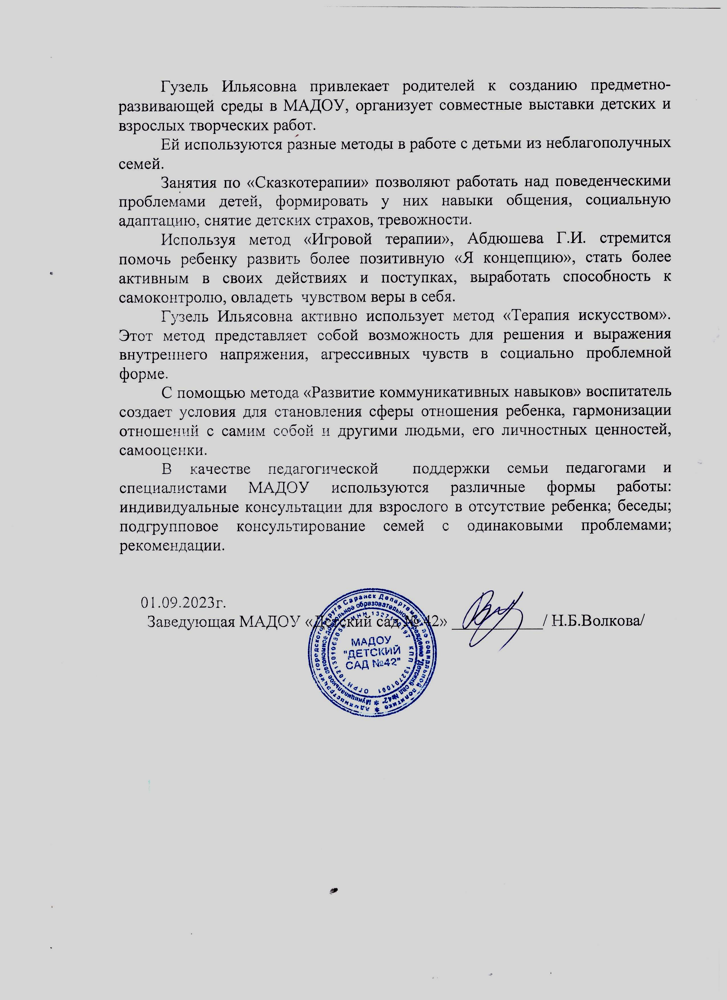 Гузель Ильясовна привлекает родителей к созданию предметно-
развивающей среды в МАДОУ, организует совместные выставки детских и
взрослых творческих работ.
Ей используются разные методы в работе с детьми из неблагополучных
семей.
Занятия по «Сказкотерапии» позволяют работать над поведенческими
проблемами детей, формировать у них навыки общения, социальную
адаптацию, снятие детских страхов, тревожности.
Используя метод «Игровой терапии», Абдюшева Г.И. стремится
помочь ребенку развить более позитивную «Я концепцию», стать более
активным в своих действиях и поступках, выработать способность к
самоконтролю, овладеть чувством веры в себя.
Гузель Ильясовна активно использует метод «Терапия искусством».
Этот метод представляет собой возможность для решения и выражения
внутреннего напряжения, агрессивных чувств в социально проблемной
форме.
С помощью метода «Развитие коммуникативных навыков» воспитатель
создает условия для становления сферы отношения ребенка, гармонизации
отношений с самим собой и другими людьми, его личностных ценностей,
самооценки.
В качестве педагогической поддержки семьи педагогами и
специалистами МАДОУ используются различные формы работы:
индивидуальные консультации для взрослого в отсутствие ребенка; беседы;
подгрупповое консультирование семей с одинаковыми проблемами;
рекомендации.
01.09.2023г.
Заведующая МАДОУ «Детский сад № 42» / Н.Б.Волкова/
Администрация городского округа Саранск Департамент по социальной политике
Муниципальное автономное дошкольное образовательное учреждение "Детский сад №42"
ИНН КПП 132701001 ОГРН
МАДОУ
"ДЕТСКИЙ
САД №42"